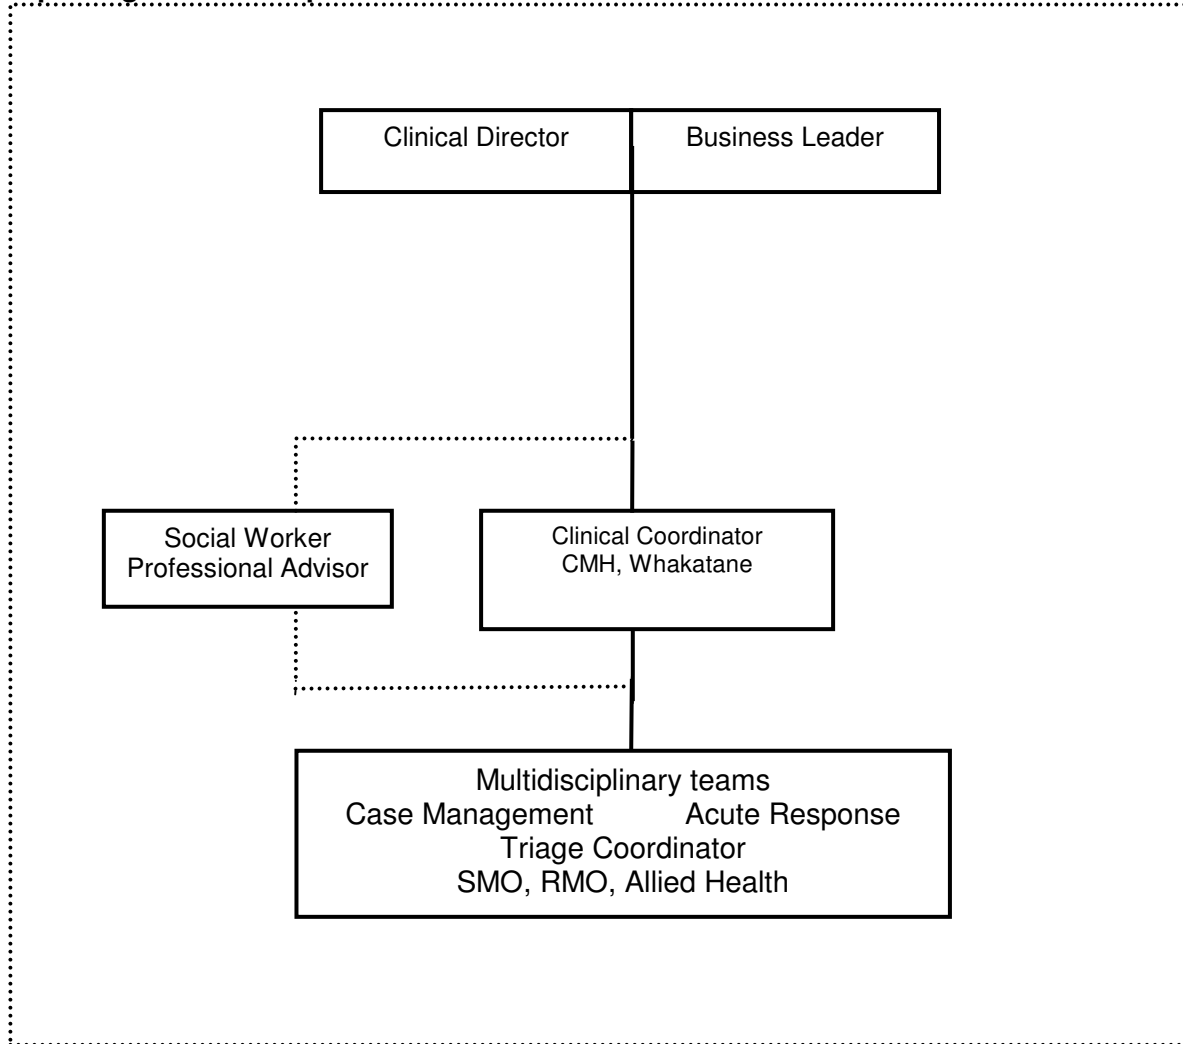 Clinical Director
Business Leader
Social Worker
Professional Advisor
Clinical Coordinator
CMH, Whakatane
Multidisciplinary teams
Case Management Acute Response
Triage Coordinator
SMO, RMO, Allied Health